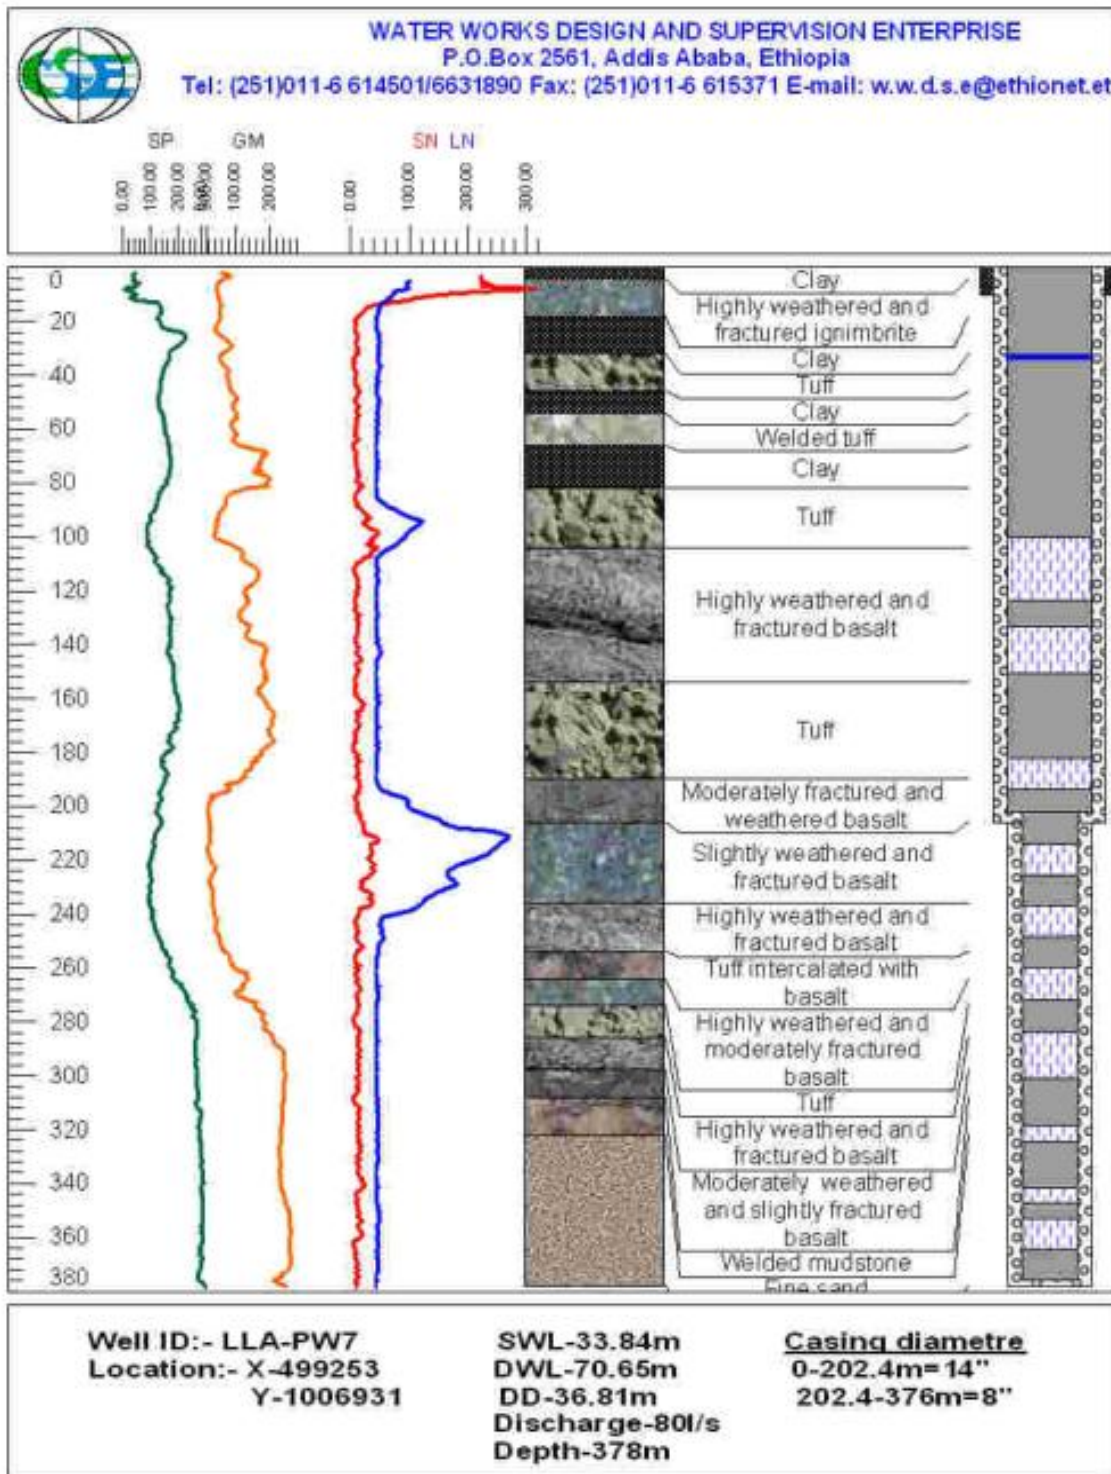 WATER WORKS DESIGN AND SUPERVISION ENTERPRISE
P.O.Box 2561, Addis Ababa, Ethiopia
Tel: (251)011-6 614501/6631890 Fax: (251)011-6 615371 E-mail: w.w.d.s.e@ethionet.et
SP GM SN LN
0.00 100.00 200.00 100.00 200.00 0.00 100.00 200.00 300.00
0
20
40
60
80
100
120
140
160
180
200
220
240
260
280
300
320
340
360
380
Clay
Highly weathered and
fractured ignimbrite
Clay
Tuff
Clay
Welded tuff
Clay
Tuff
Highly weathered and
fractured basalt
Tuff
Moderately fractured and
weathered basalt
Slightly weathered and
fractured basalt
Highly weathered and
fractured basalt
Tuff intercalated with
basalt
Highly weathered and
moderately fractured
basalt
Tuff
Highly weathered and
fractured basalt
Moderately weathered
and slightly fractured
basalt
Welded mudstone
Fine sand
Well ID:- LLA-PW7
Location:- X-499253
Y-1006931
SWL-33.84m
DWL-70.65m
DD-36.81m
Discharge-80l/s
Depth-378m
Casing diametre
0-202.4m=14"
202.4-376m=8"